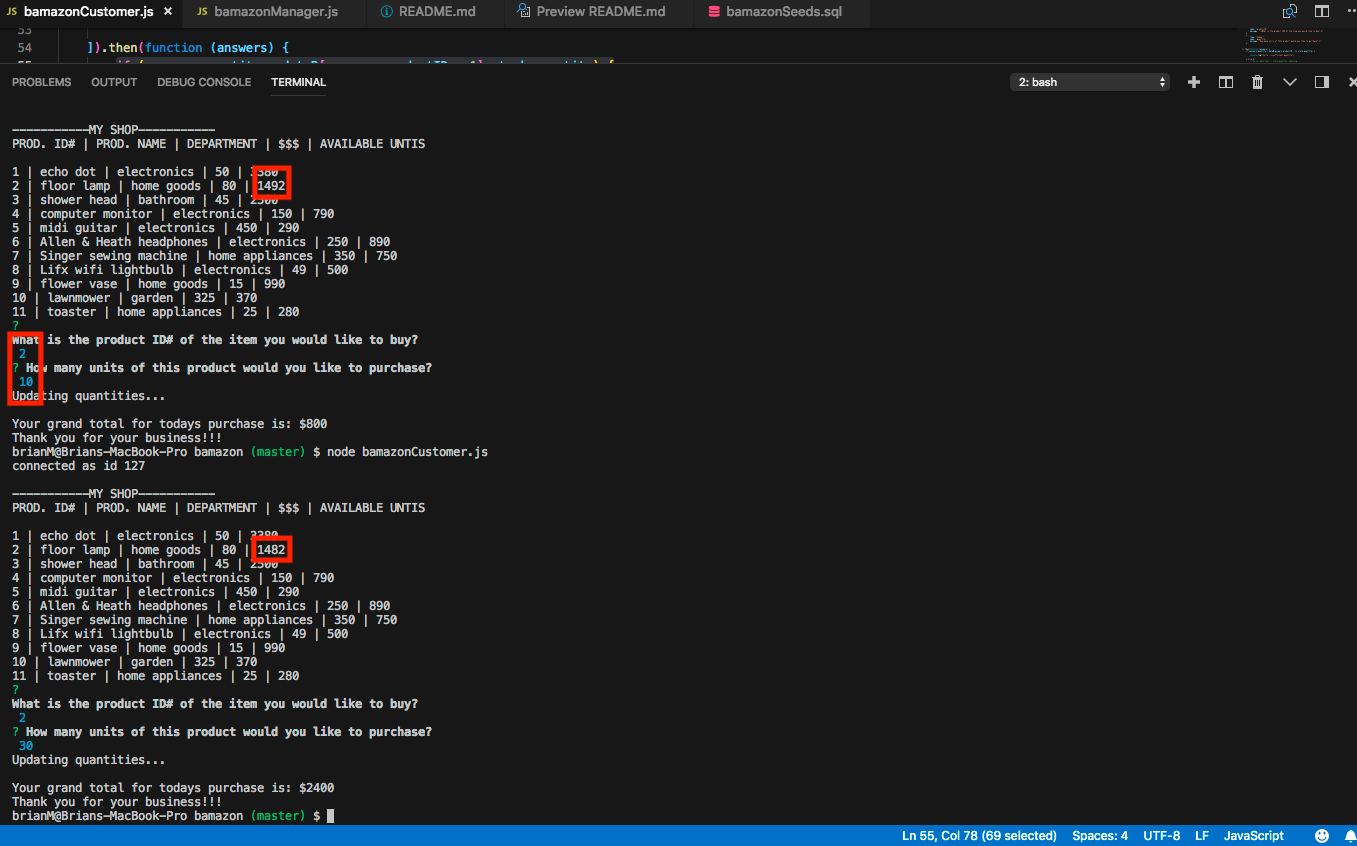 JS bamazonCustomer.js × JS bamazonManager.js README.md Preview README.md bamazonSeeds.sql
53
54 ]).then(function (answers) {
PROBLEMS OUTPUT DEBUG CONSOLE TERMINAL 2: bash
-----------MY SHOP-----------
PROD. ID# | PROD. NAME | DEPARTMENT | $$$ | AVAILABLE UNTIS
1 | echo dot | electronics | 50 | 3380
2 | floor lamp | home goods | 80 | 1492
3 | shower head | bathroom | 45 | 2500
4 | computer monitor | electronics | 150 | 790
5 | midi guitar | electronics | 450 | 290
6 | Allen & Heath headphones | electronics | 250 | 890
7 | Singer sewing machine | home appliances | 350 | 750
8 | Lifx wifi lightbulb | electronics | 49 | 500
9 | flower vase | home goods | 15 | 990
10 | lawnmower | garden | 325 | 370
11 | toaster | home appliances | 25 | 280
?
What is the product ID# of the item you would like to buy?
2
? How many units of this product would you like to purchase?
10
Updating quantities...
Your grand total for todays purchase is: $800
Thank you for your business!!!
brianM@Brians-MacBook-Pro bamazon (master) $ node bamazonCustomer.js
connected as id 127
-----------MY SHOP-----------
PROD. ID# | PROD. NAME | DEPARTMENT | $$$ | AVAILABLE UNTIS
1 | echo dot | electronics | 50 | 3380
2 | floor lamp | home goods | 80 | 1482
3 | shower head | bathroom | 45 | 2500
4 | computer monitor | electronics | 150 | 790
5 | midi guitar | electronics | 450 | 290
6 | Allen & Heath headphones | electronics | 250 | 890
7 | Singer sewing machine | home appliances | 350 | 750
8 | Lifx wifi lightbulb | electronics | 49 | 500
9 | flower vase | home goods | 15 | 990
10 | lawnmower | garden | 325 | 370
11 | toaster | home appliances | 25 | 280
?
What is the product ID# of the item you would like to buy?
2
? How many units of this product would you like to purchase?
30
Updating quantities...
Your grand total for todays purchase is: $2400
Thank you for your business!!!
brianM@Brians-MacBook-Pro bamazon (master) $
Ln 55, Col 78 (69 selected) Spaces: 4 UTF-8 LF JavaScript